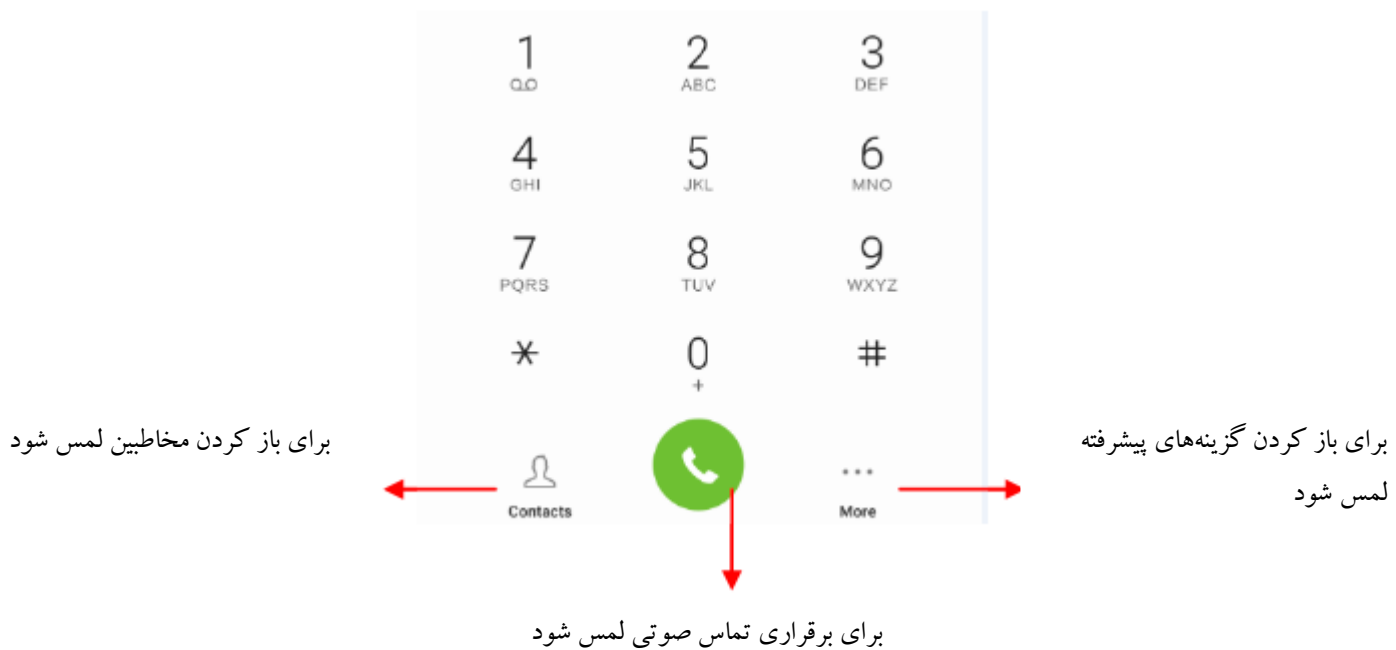 1 2 3
ABC DEF
4 5 6
GHI JKL MNO
7 8 9
PQRS TUV WXYZ
* 0 #
+
برای باز کردن مخاطبین لمس شود
برای باز کردن گزینه‌های پیشرفته
لمس شود
Contacts
More
برای برقراری تماس صوتی لمس شود